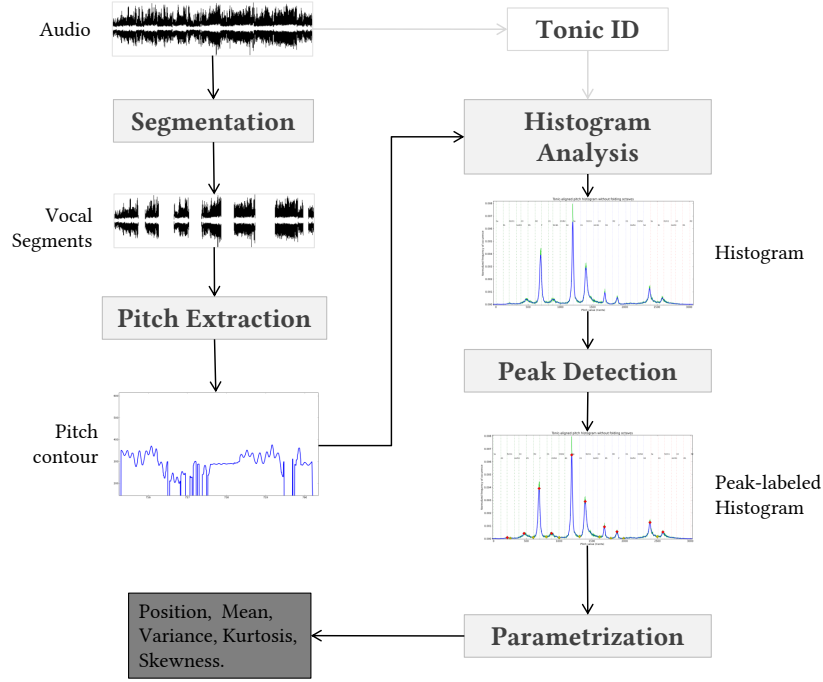 Audio
Tonic ID
Segmentation
Histogram
Analysis
Vocal
Segments
Histogram
Pitch Extraction
Peak Detection
Pitch
contour
Peak-labeled
Histogram
Position, Mean,
Variance, Kurtosis,
Skewness.
Parametrization